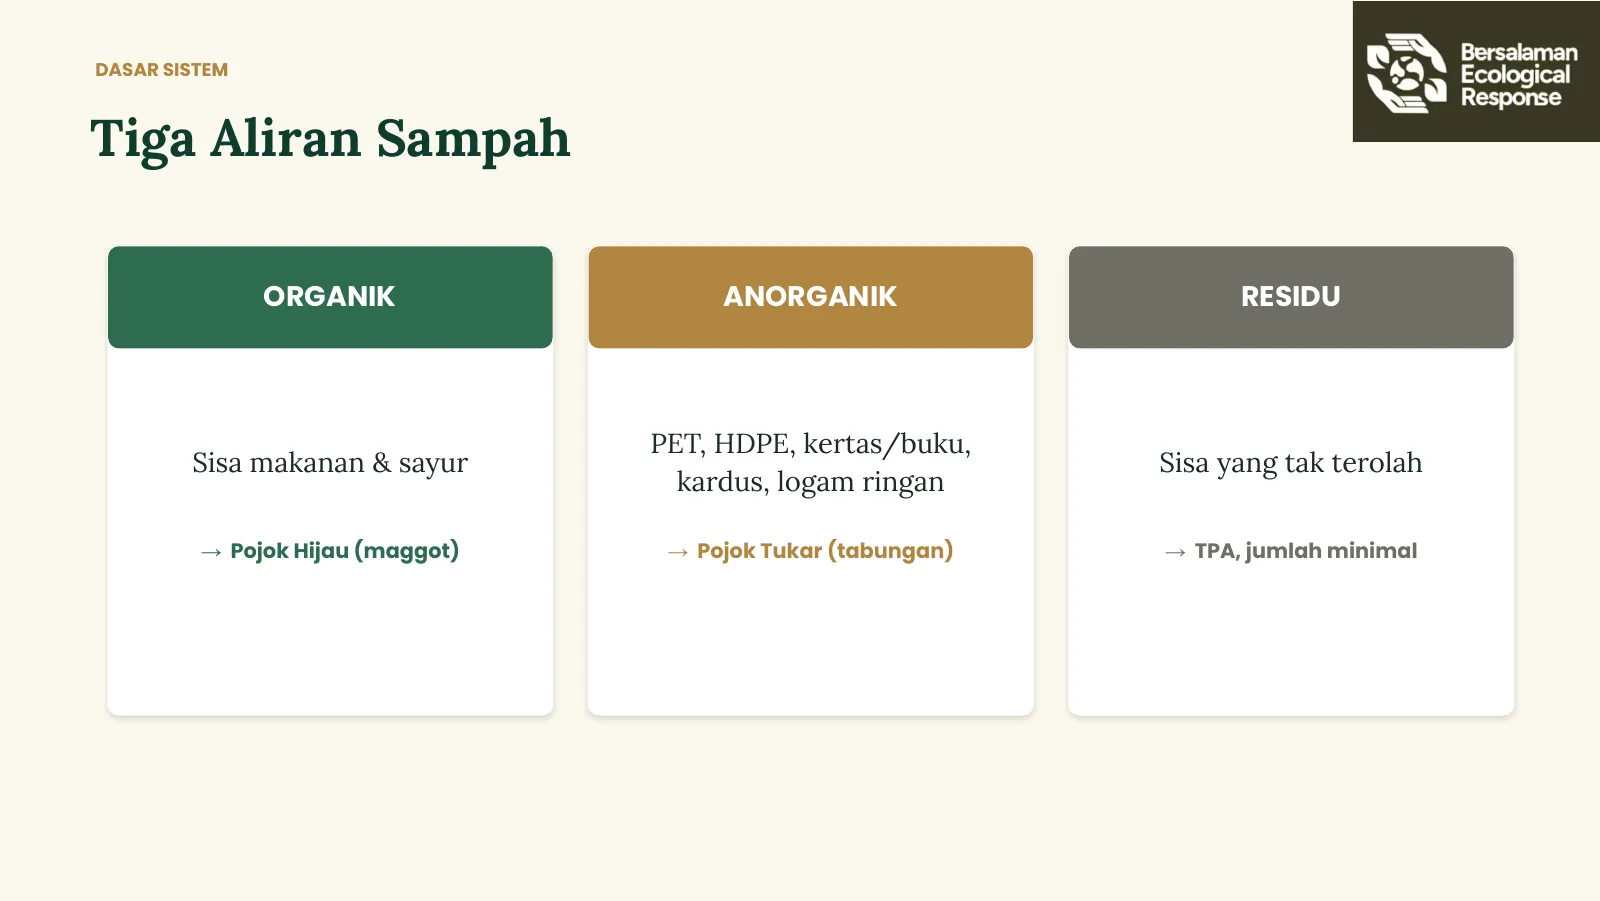 DASAR SISTEM
Tiga Aliran Sampah
Bersalaman
Ecological
Response
ORGANIK
Sisa makanan & sayur
→ Pojok Hijau (maggot)
ANORGANIK
PET, HDPE, kertas/buku,
kardus, logam ringan
→ Pojok Tukar (tabungan)
RESIDU
Sisa yang tak terolah
→ TPA, jumlah minimal